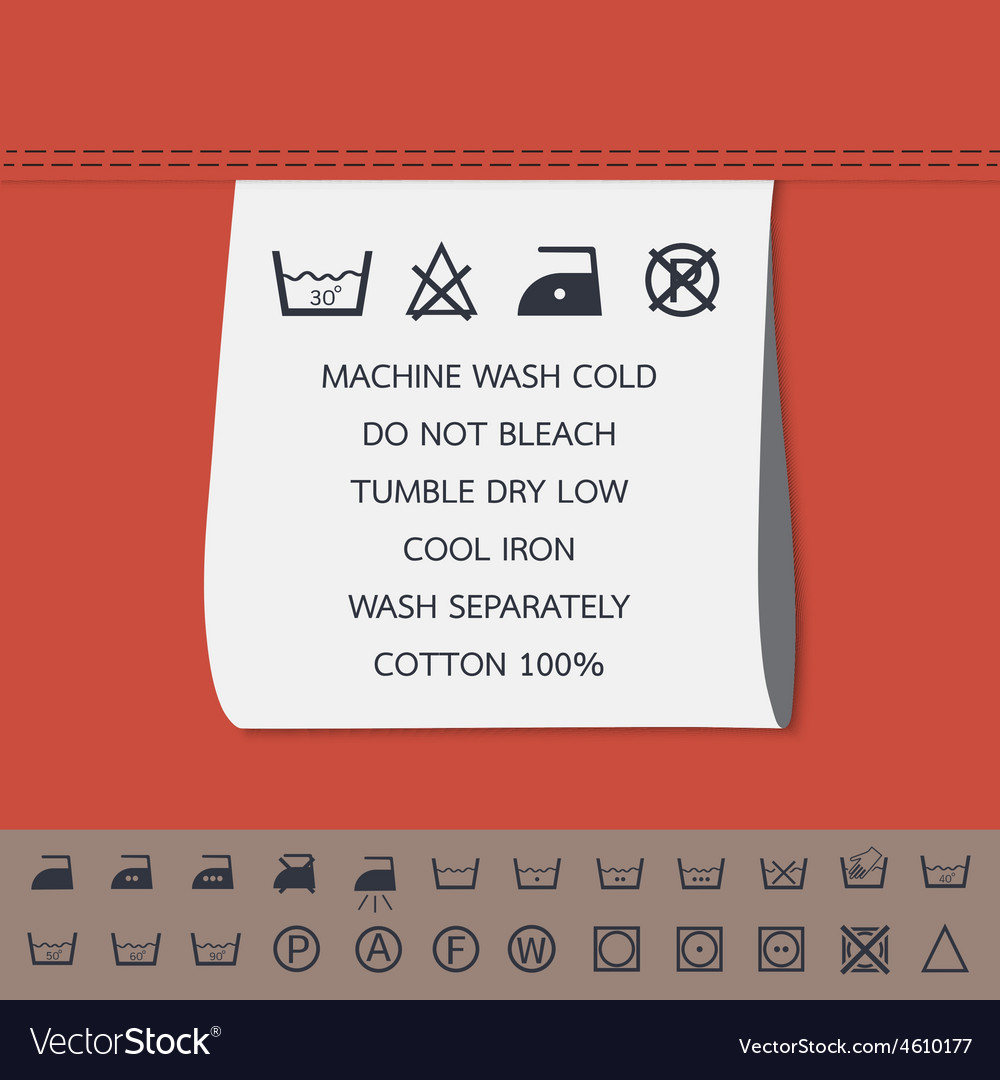 30°
P
MACHINE WASH COLD
DO NOT BLEACH
TUMBLE DRY LOW
COOL IRON
WASH SEPARATELY
COTTON 100%
40°
50° 60° 90° P A F W
VectorStock®
VectorStock.com/4610177